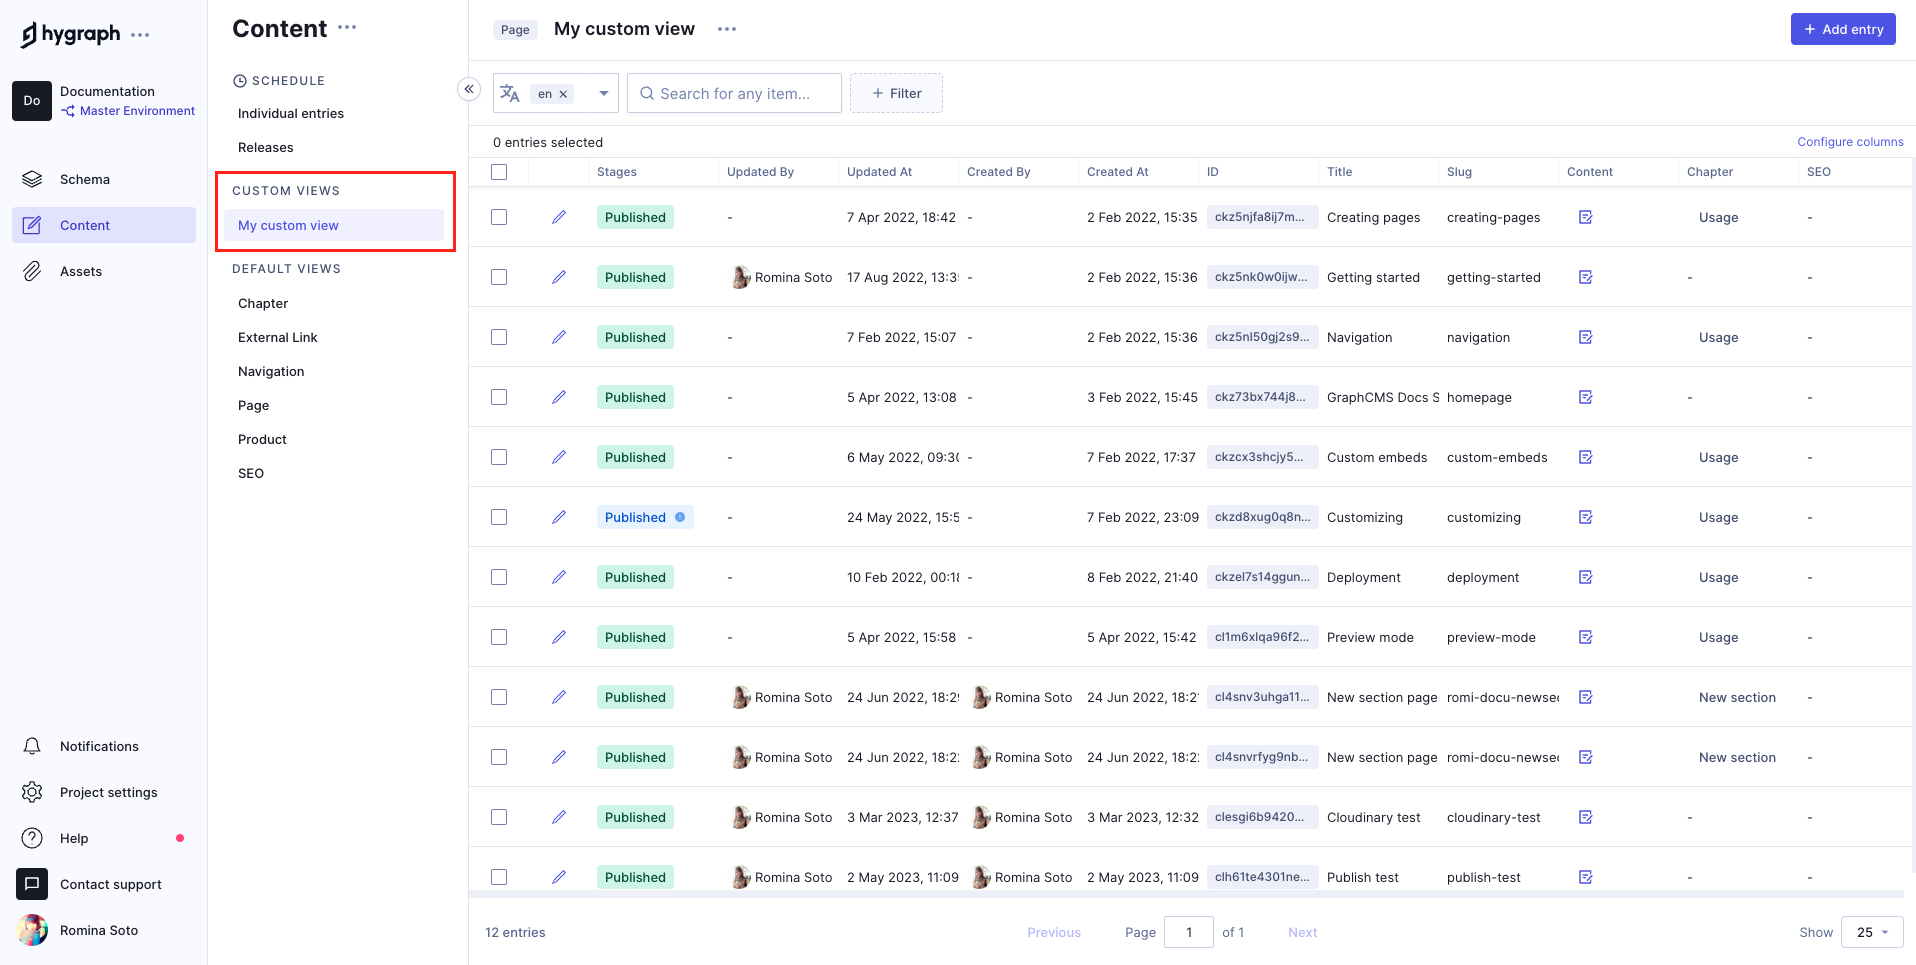 hygraph
Do
Documentation
Master Environment
Schema
Content
Assets
Notifications
Project settings
Help
Contact support
Romina Soto
Content
SCHEDULE
Individual entries
Releases
CUSTOM VIEWS
My custom view
DEFAULT VIEWS
Chapter
External Link
Navigation
Page
Product
SEO
Page My custom view
+ Add entry
en
Search for any item...
+ Filter
0 entries selected
Configure columns
Stages Updated By Updated At Created By Created At ID Title Slug Content Chapter SEO
Published - 7 Apr 2022, 18:42 - 2 Feb 2022, 15:35 ckz5njfa8ij7m... Creating pages creating-pages Usage -
Published Romina Soto 17 Aug 2022, 13:3 - 2 Feb 2022, 15:36 ckz5nk0w0ijw... Getting started getting-started - -
Published - 7 Feb 2022, 15:07 - 2 Feb 2022, 15:36 ckz5nl50gj2s9... Navigation navigation Usage -
Published - 5 Apr 2022, 13:08 - 3 Feb 2022, 15:45 ckz73bx744j8... GraphCMS Docs S homepage - -
Published - 6 May 2022, 09:30 - 7 Feb 2022, 17:37 ckzcx3shcjy5... Custom embeds custom-embeds Usage -
Published - 24 May 2022, 15:5 - 7 Feb 2022, 23:09 ckzd8xug0q8n... Customizing customizing Usage -
Published - 10 Feb 2022, 00:18 - 8 Feb 2022, 21:40 ckzel7s14ggun... Deployment deployment Usage -
Published - 5 Apr 2022, 15:58 - 5 Apr 2022, 15:42 cl1m6xlqa96f2... Preview mode preview-mode Usage -
Published Romina Soto 24 Jun 2022, 18:2 Romina Soto 24 Jun 2022, 18:2 cl4snv3uhga11... New section page romi-docu-newsec New section -
Published Romina Soto 24 Jun 2022, 18:2 Romina Soto 24 Jun 2022, 18:2 cl4snvrfyg9nb... New section page romi-docu-newsec New section -
Published Romina Soto 3 Mar 2023, 12:37 Romina Soto 3 Mar 2023, 12:32 clesgi6b9420... Cloudinary test cloudinary-test - -
Published Romina Soto 2 May 2023, 11:09 Romina Soto 2 May 2023, 11:09 clh61te4301ne... Publish test publish-test - -
12 entries
Previous Page 1 of 1 Next
Show 25